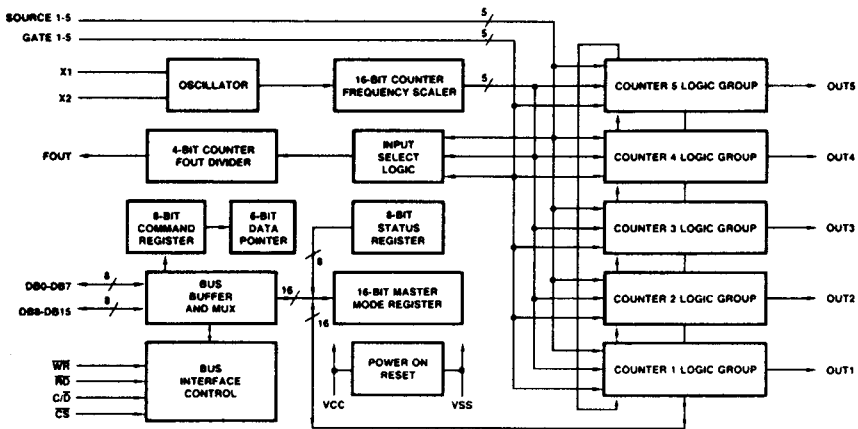 SOURCE 1-5
5
GATE 1-5
5
X1
X2
OSCILLATOR
16-BIT COUNTER
FREQUENCY SCALER
5
COUNTER 5 LOGIC GROUP
OUT5
FOUT
4-BIT COUNTER
FOUT DIVIDER
INPUT
SELECT
LOGIC
COUNTER 4 LOGIC GROUP
OUT4
8-BIT
COMMAND
REGISTER
6-BIT
DATA
POINTER
8-BIT
STATUS
REGISTER
COUNTER 3 LOGIC GROUP
OUT3
8
DB0-DB7
8
DB8-DB15
8
BUS
BUFFER
AND MUX
16
16-BIT MASTER
MODE REGISTER
16
COUNTER 2 LOGIC GROUP
OUT2
WR
RD
C/D
CS
BUS
INTERFACE
CONTROL
POWER ON
RESET
VCC
VSS
COUNTER 1 LOGIC GROUP
OUT1